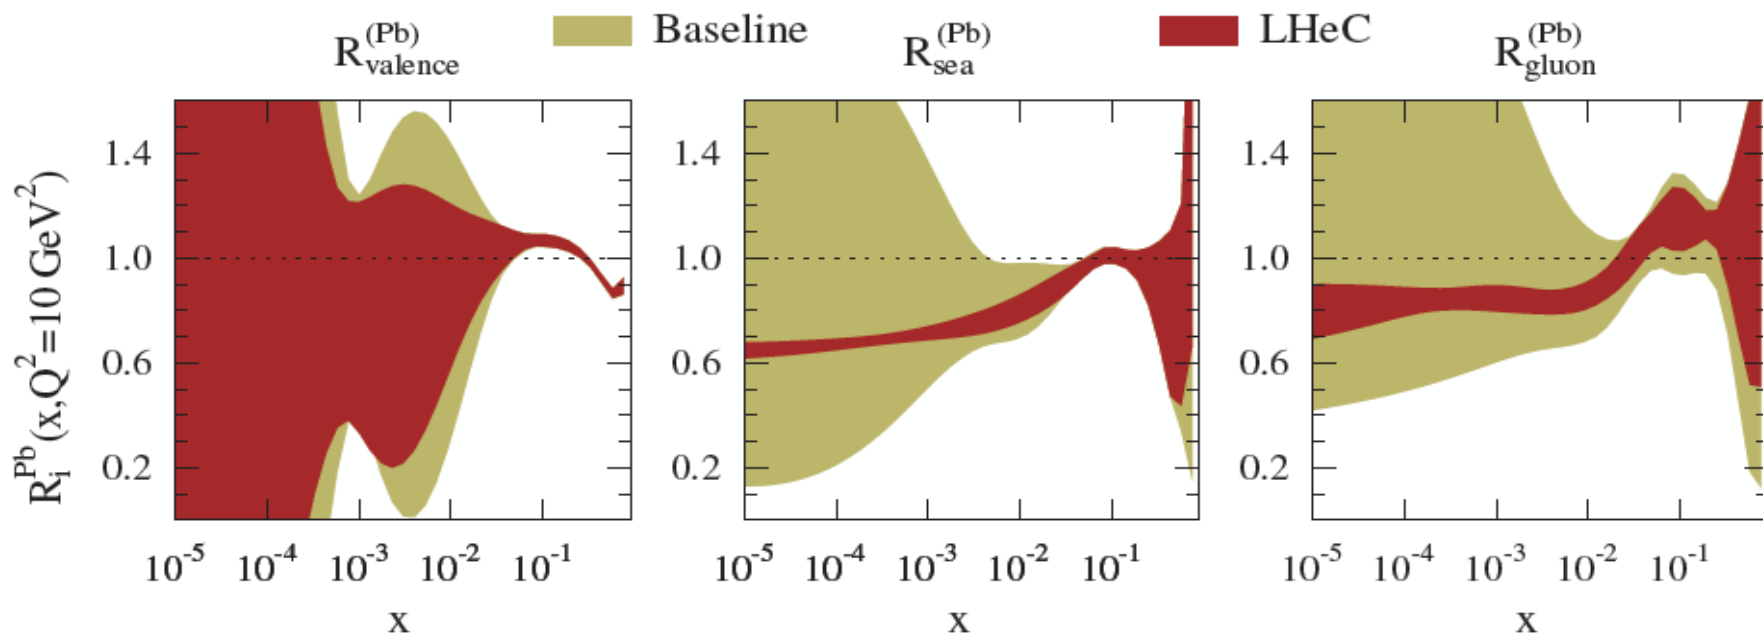 Baseline
LHeC
R_valence^(Pb)
R_sea^(Pb)
R_gluon^(Pb)
R_i^Pb(x,Q^2=10 GeV^2)
1.4
1.0
0.6
0.2
10^-5 10^-4 10^-3 10^-2 10^-1
x
1.4
1.0
0.6
0.2
10^-5 10^-4 10^-3 10^-2 10^-1
x
1.4
1.0
0.6
0.2
10^-5 10^-4 10^-3 10^-2 10^-1
x